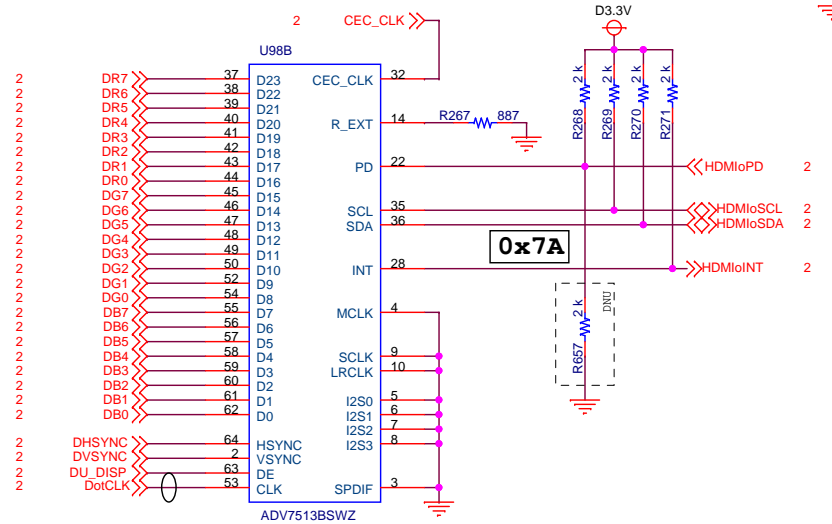 2 CEC_CLK D3.3V
U98B
2 DR7 37 D23 CEC_CLK 32
2 DR6 38 D22
2 DR5 39 D21
2 DR4 40 D20 R_EXT 14 R267 887
2 DR3 41 D19
2 DR2 42 D18
2 DR1 43 D17 PD 22 HDMIoPD 2
2 DR0 44 D16
2 DG7 45 D15
2 DG6 46 D14 SCL 35 HDMIoSCL 2
2 DG5 47 D13 SDA 36 HDMIoSDA 2
2 DG4 48 D12
2 DG3 49 D11 0x7A
2 DG2 50 D10 INT 28 HDMIoINT 2
2 DG1 52 D9
2 DG0 54 D8
2 DB7 55 D7 MCLK 4
2 DB6 56 D6
2 DB5 57 D5
2 DB4 58 D4 SCLK 9
2 DB3 59 D3 LRCLK 10
2 DB2 60 D2
2 DB1 61 D1 I2S0 5
2 DB0 62 D0 I2S1 6
I2S2 7
2 DHSYNC 64 HSYNC I2S3 8
2 DVSYNC 2 VSYNC
2 DU_DISP 63 DE
2 DotCLK 53 CLK SPDIF 3
ADV7513BSWZ
R268 2 k
R269 2 k
R270 2 k
R271 2 k
R657 2 k
DNU